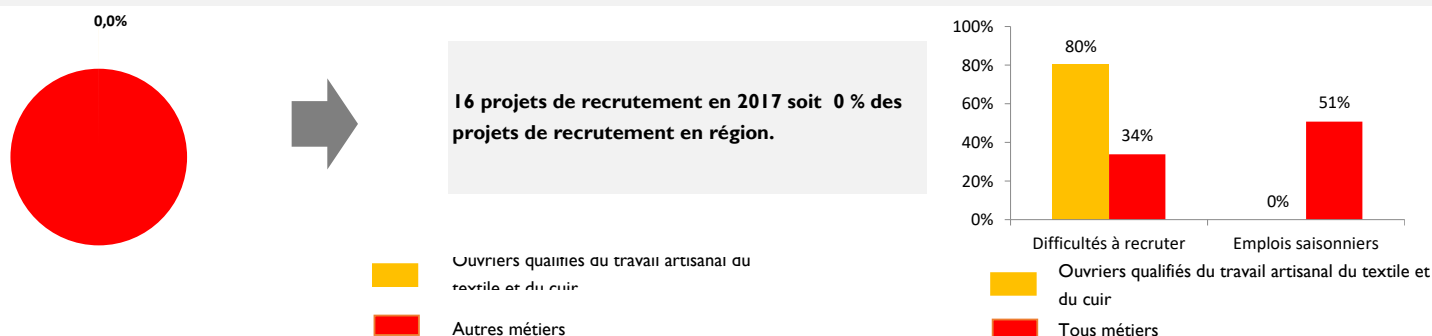 0,0%
16 projets de recrutement en 2017 soit 0 % des
projets de recrutement en région.
Ouvriers qualifiés du travail artisanal du
textile et du cuir
Autres métiers
100%
80%
60%
40%
20%
0%
80%
34%
0%
51%
Difficultés à recruter
Emplois saisonniers
Ouvriers qualifiés du travail artisanal du textile et
du cuir
Tous métiers